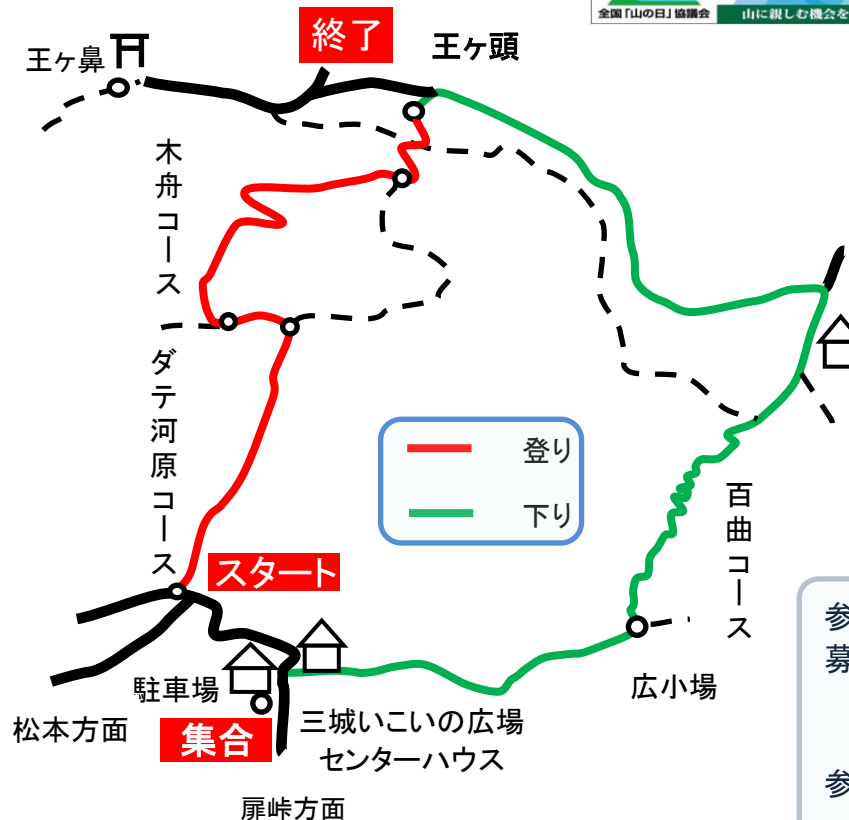 全国「山の日」協議会
山に親しむ機会を
終了
王ヶ頭
王ヶ鼻
木舟コース
ダテ河原コース
登り
下り
百曲コース
スタート
駐車場
広小場
松本方面
集合
三城いこいの広場
センターハウス
扉峠方面
参
募
参